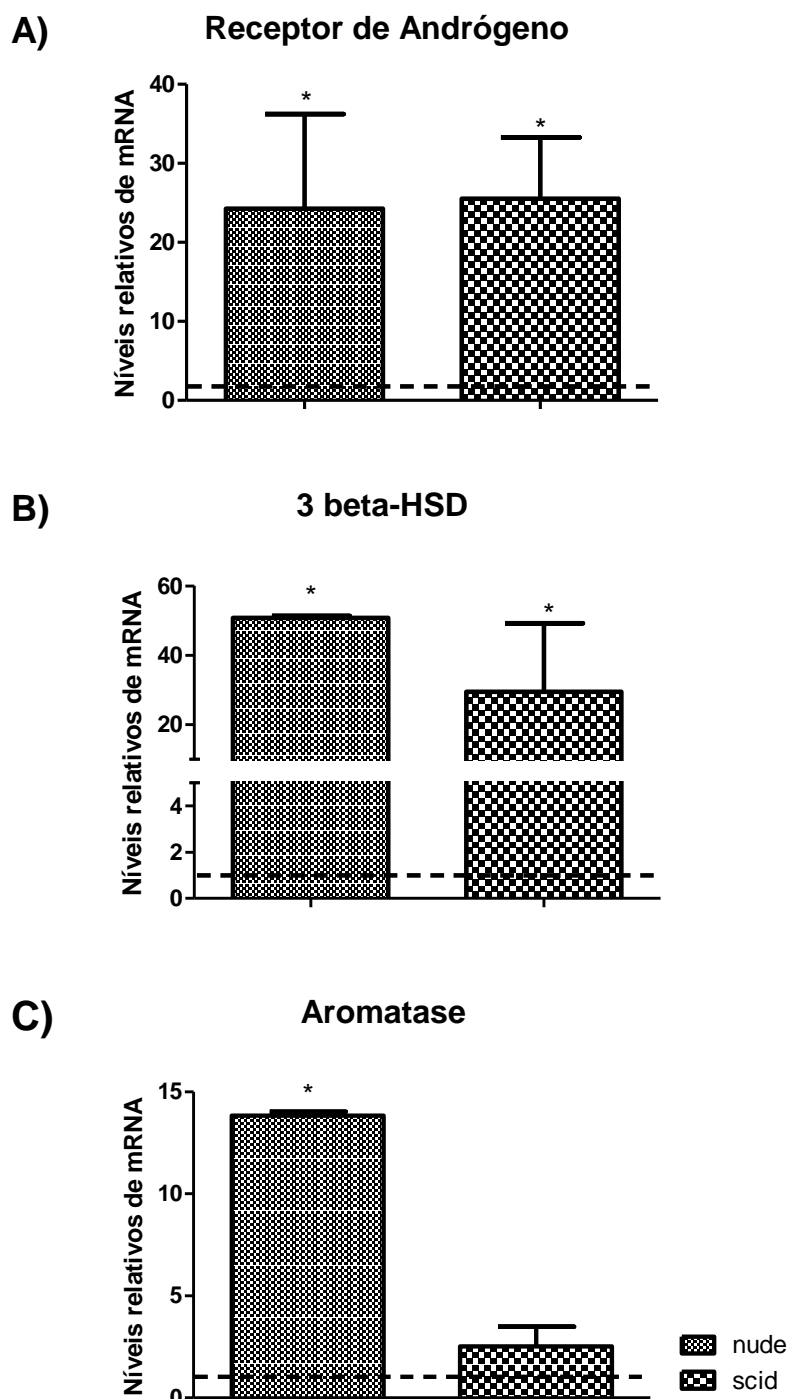 A)
Receptor de Andrógeno
Níveis relativos de mRNA
40
30
20
10
0
*
*
B)
3 beta-HSD
Níveis relativos de mRNA
60
40
20
4
2
0
*
*
C)
Aromatase
Níveis relativos de mRNA
15
10
5
0
*
nude
scid